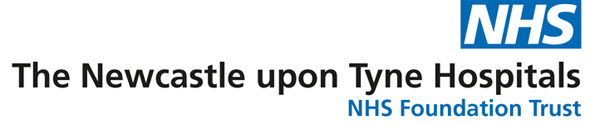 NHS
The Newcastle upon Tyne Hospitals
NHS Foundation Trust